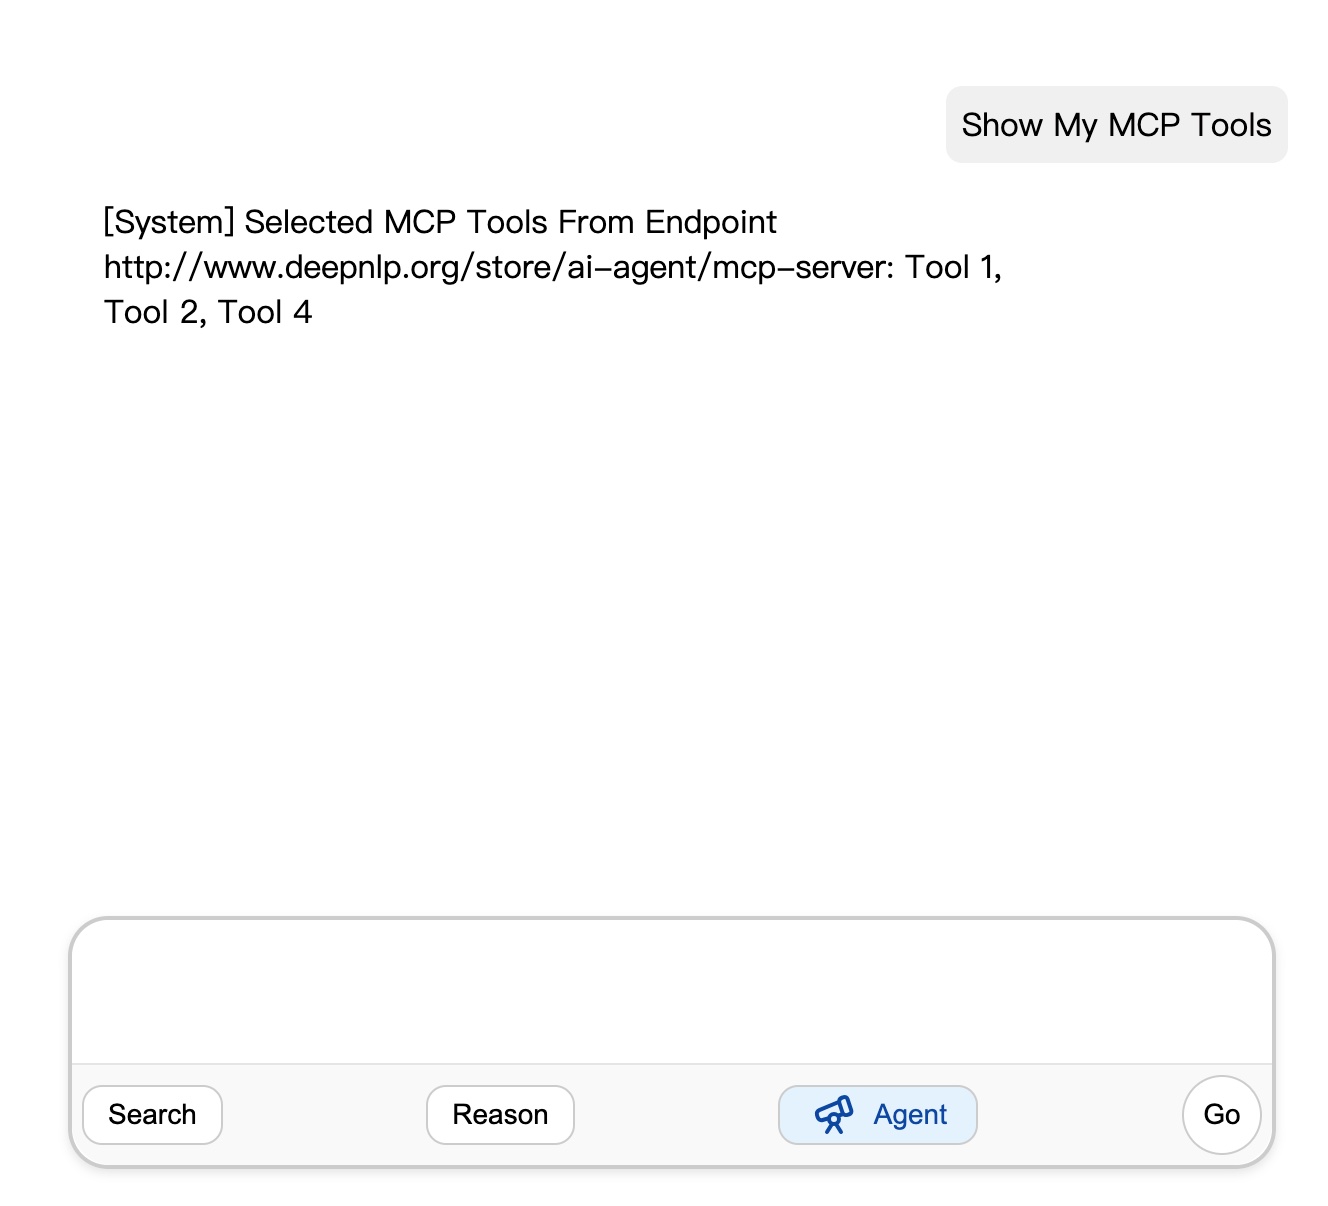 Show My MCP Tools
[System] Selected MCP Tools From Endpoint
http://www.deepnlp.org/store/ai-agent/mcp-server: Tool 1,
Tool 2, Tool 4
Search
Reason
Agent
Go